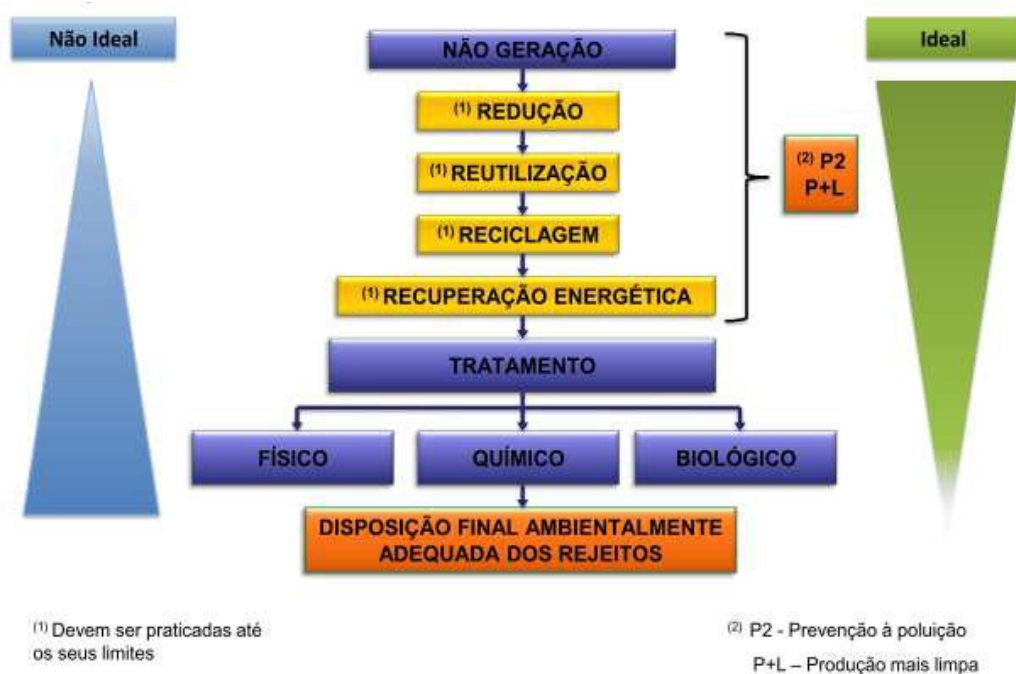 Não Ideal
Ideal
NÃO GERAÇÃO
(1) REDUÇÃO
(1) REUTILIZAÇÃO
(2) P2
P+L
(1) RECICLAGEM
(1) RECUPERAÇÃO ENERGÉTICA
TRATAMENTO
FÍSICO
QUÍMICO
BIOLÓGICO
DISPOSIÇÃO FINAL AMBIENTALMENTE
ADEQUADA DOS REJEITOS
(1) Devem ser praticadas até
os seus limites
(2) P2 - Prevenção à poluição
P+L – Produção mais limpa